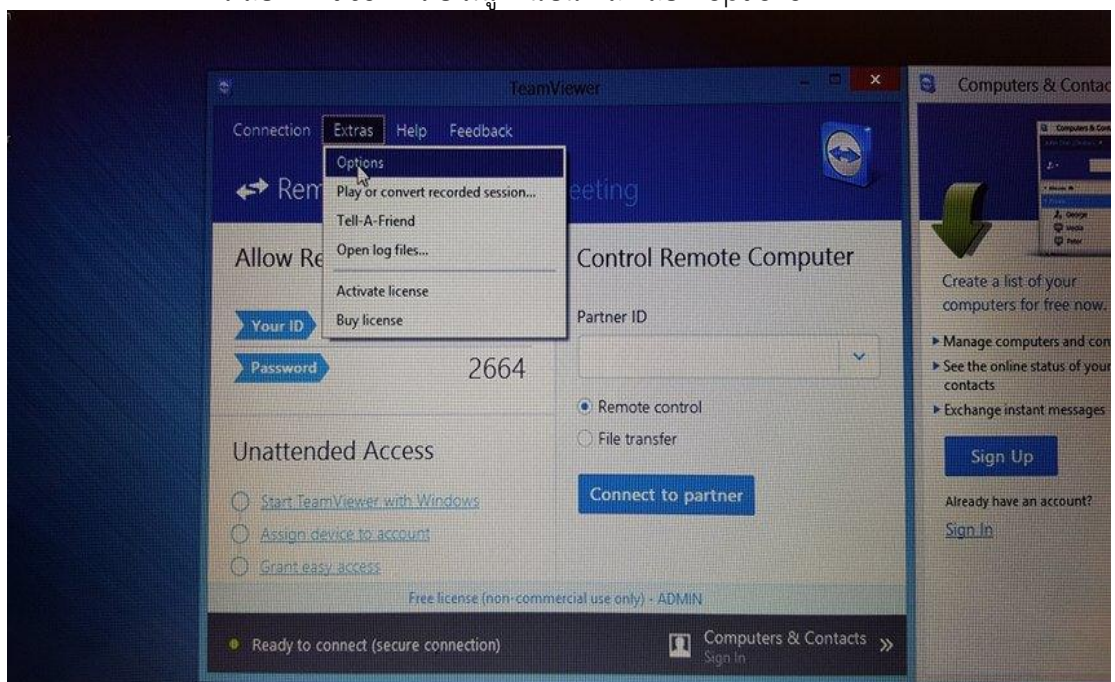 TeamViewer
Connection Extras Help Feedback
Options
Play or convert recorded session...
Tell-A-Friend
Open log files...
Activate license
Buy license
Rem
eeting
Allow Re
Your ID
Password
2664
Unattended Access
Start TeamViewer with Windows
Assign device to account
Grant easy access
Control Remote Computer
Partner ID
Remote control
File transfer
Connect to partner
Free license (non-commercial use only) - ADMIN
Ready to connect (secure connection)
Computers & Contacts
Sign In
Computers & Contac
George
Peter
Create a list of your
computers for free now.
Manage computers and con
See the online status of your
contacts
Exchange instant messages
Sign Up
Already have an account?
Sign In